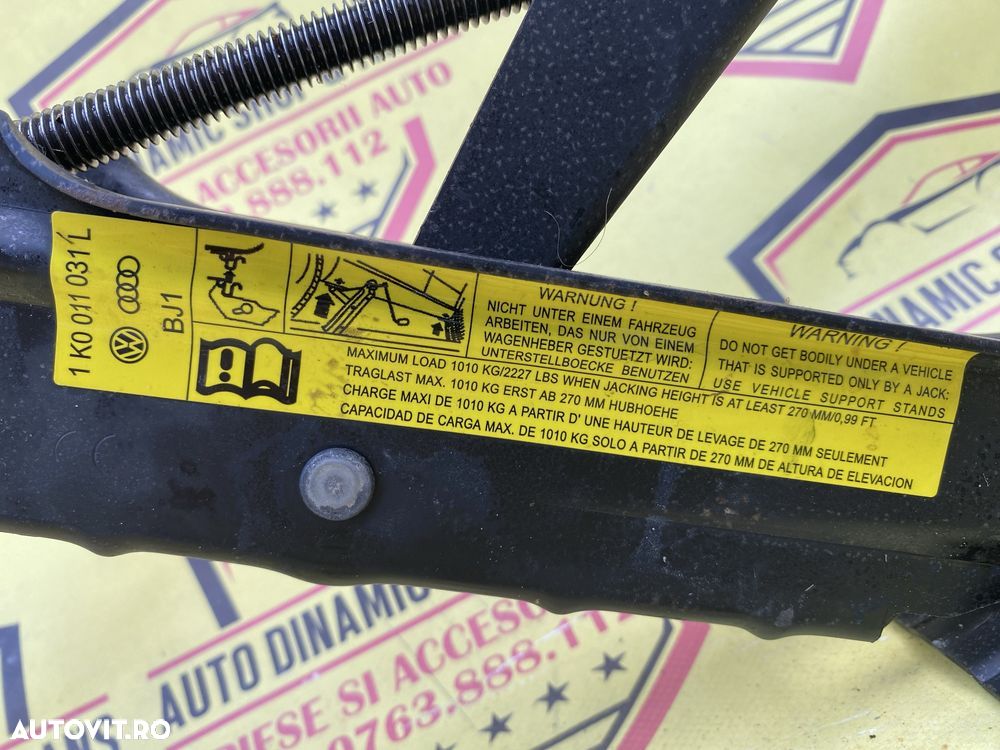 NAMIC SHOP
ACCESORII AUTO
3.888.112
1 K0 011 031 L
BJ1
WARNUNG !
NICHT UNTER EINEM FAHRZEUG
ARBEITEN, DAS NUR VON EINEM
WAGENHEBER GESTUETZT WIRD:
UNTERSTELLBOECKE BENUTZEN
WARNING !
DO NOT GET BODILY UNDER A VEHICLE
THAT IS SUPPORTED ONLY BY A JACK:
USE VEHICLE SUPPORT STANDS
MAXIMUM LOAD 1010 KG/2227 LBS WHEN JACKING HEIGHT IS AT LEAST 270 MM/0,99 FT
TRAGLAST MAX. 1010 KG ERST AB 270 MM HUBHOEHE
CHARGE MAXI DE 1010 KG A PARTIR D' UNE HAUTEUR DE LEVAGE DE 270 MM SEULEMENT
CAPACIDAD DE CARGA MAX. DE 1010 KG SOLO A PARTIR DE 270 MM DE ALTURA DE ELEVACION
AUTO DINAMIC
PIESE SI ACCESORII
0763.888.112
AUTOVIT.RO